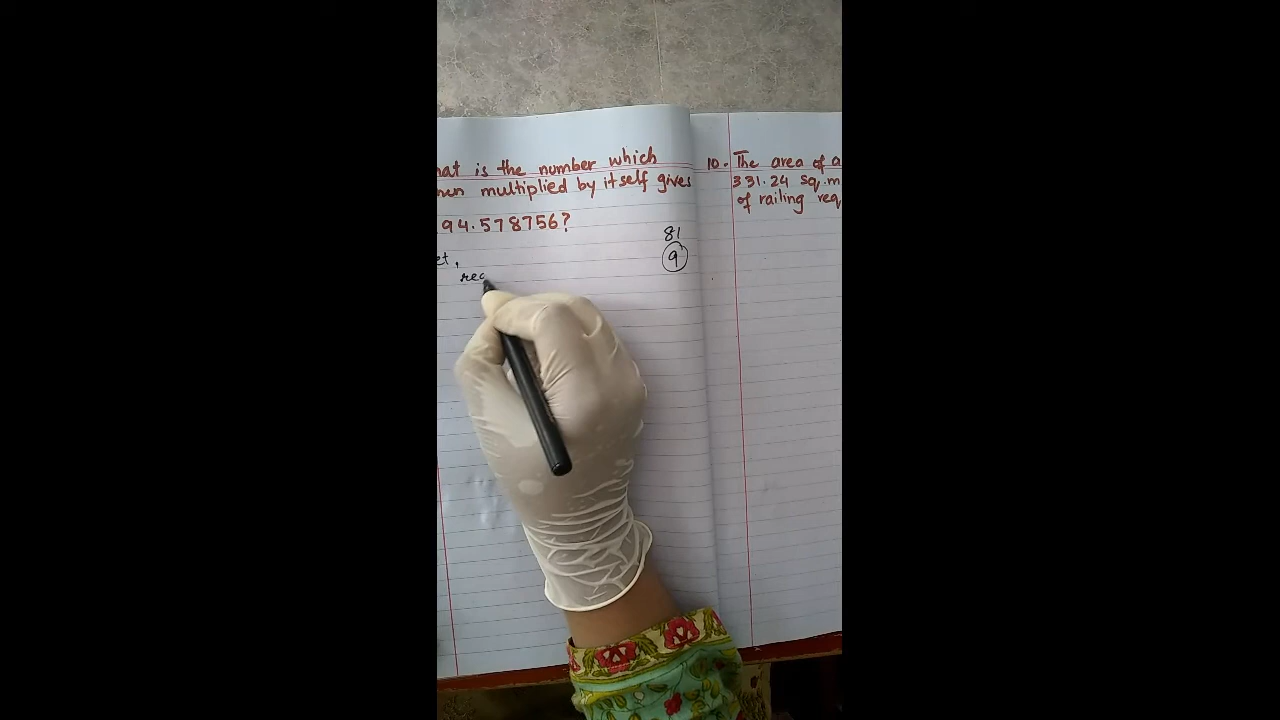 hat is the number which
hen multiplied by itself gives
94.578756?
et,
rec
81
9
10. The area of a
331.24 sq.m
of railing req